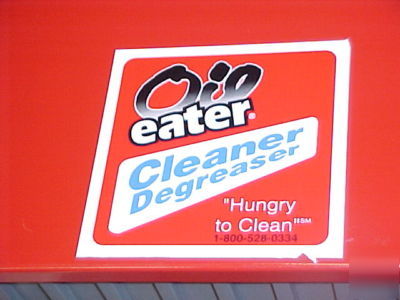 Oil
eater®
Cleaner
Degreaser
"Hungry
to Clean"℠
1-800-528-0334